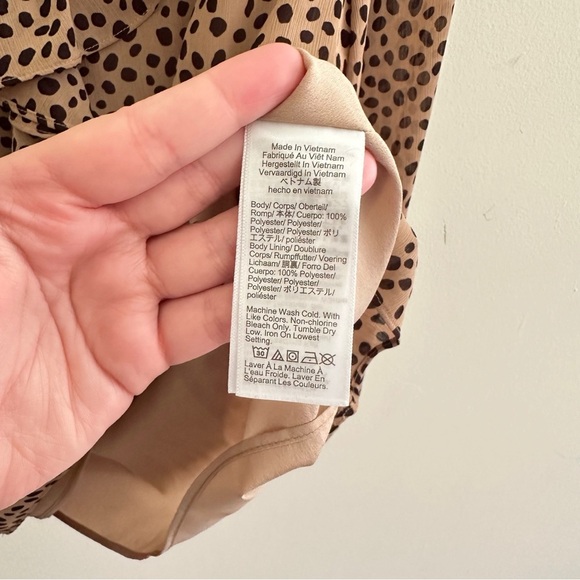 Made In Vietnam
Fabriqué Au Viêt Nam
Hergestellt In Vietnam
Vervaardigd In Vietnam
ベトナム製
hecho en vietnam
Body/ Corps/ Oberteil/
Romp/ 本体/ Cuerpo: 100%
Polyester/ Polyester/
Polyester/ Polyester/ ポリ
エステル/ poliéster
Body Lining/ Doublure
Corps/ Rumpffutter/ Voering
Lichaam/ 胴裏/ Forro Del
Cuerpo: 100% Polyester/
Polyester/ Polyester/
Polyester/ ポリエステル/
poliéster
Machine Wash Cold. With
Like Colors. Non-chlorine
Bleach Only. Tumble Dry
Low. Iron On Lowest
Setting.
30
Laver À La Machine À
L'eau Froide. Laver En
Séparant Les Couleurs.